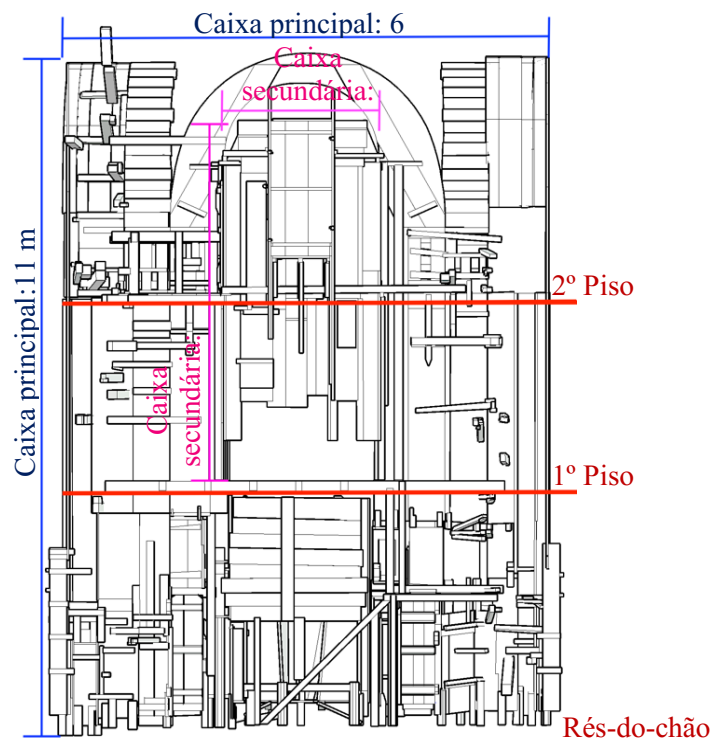 Caixa principal: 6
Caixa
secundária:
Caixa principal:11 m
2º Piso
Caixa
secundária:
1º Piso
Rés-do-chão